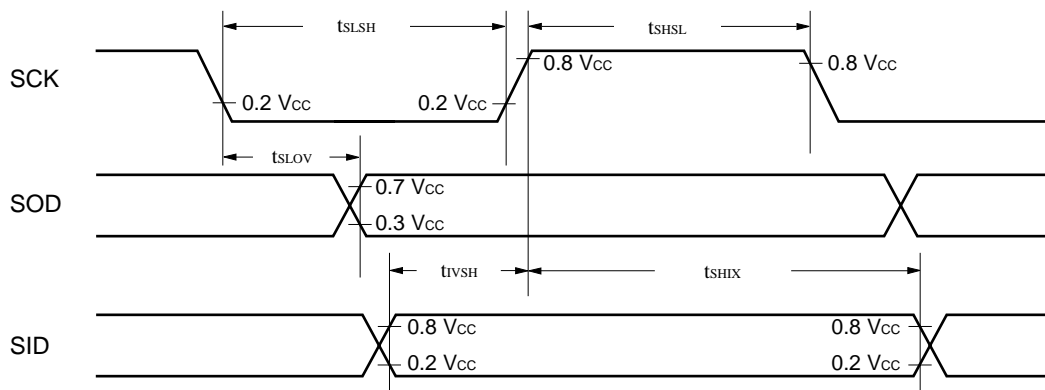 tSLSH tSHSL
SCK 0.2 VCC 0.2 VCC 0.8 VCC 0.8 VCC
tSLOV
SOD 0.7 VCC
0.3 VCC
tIVSH tSHIX
SID 0.8 VCC 0.8 VCC
0.2 VCC 0.2 VCC